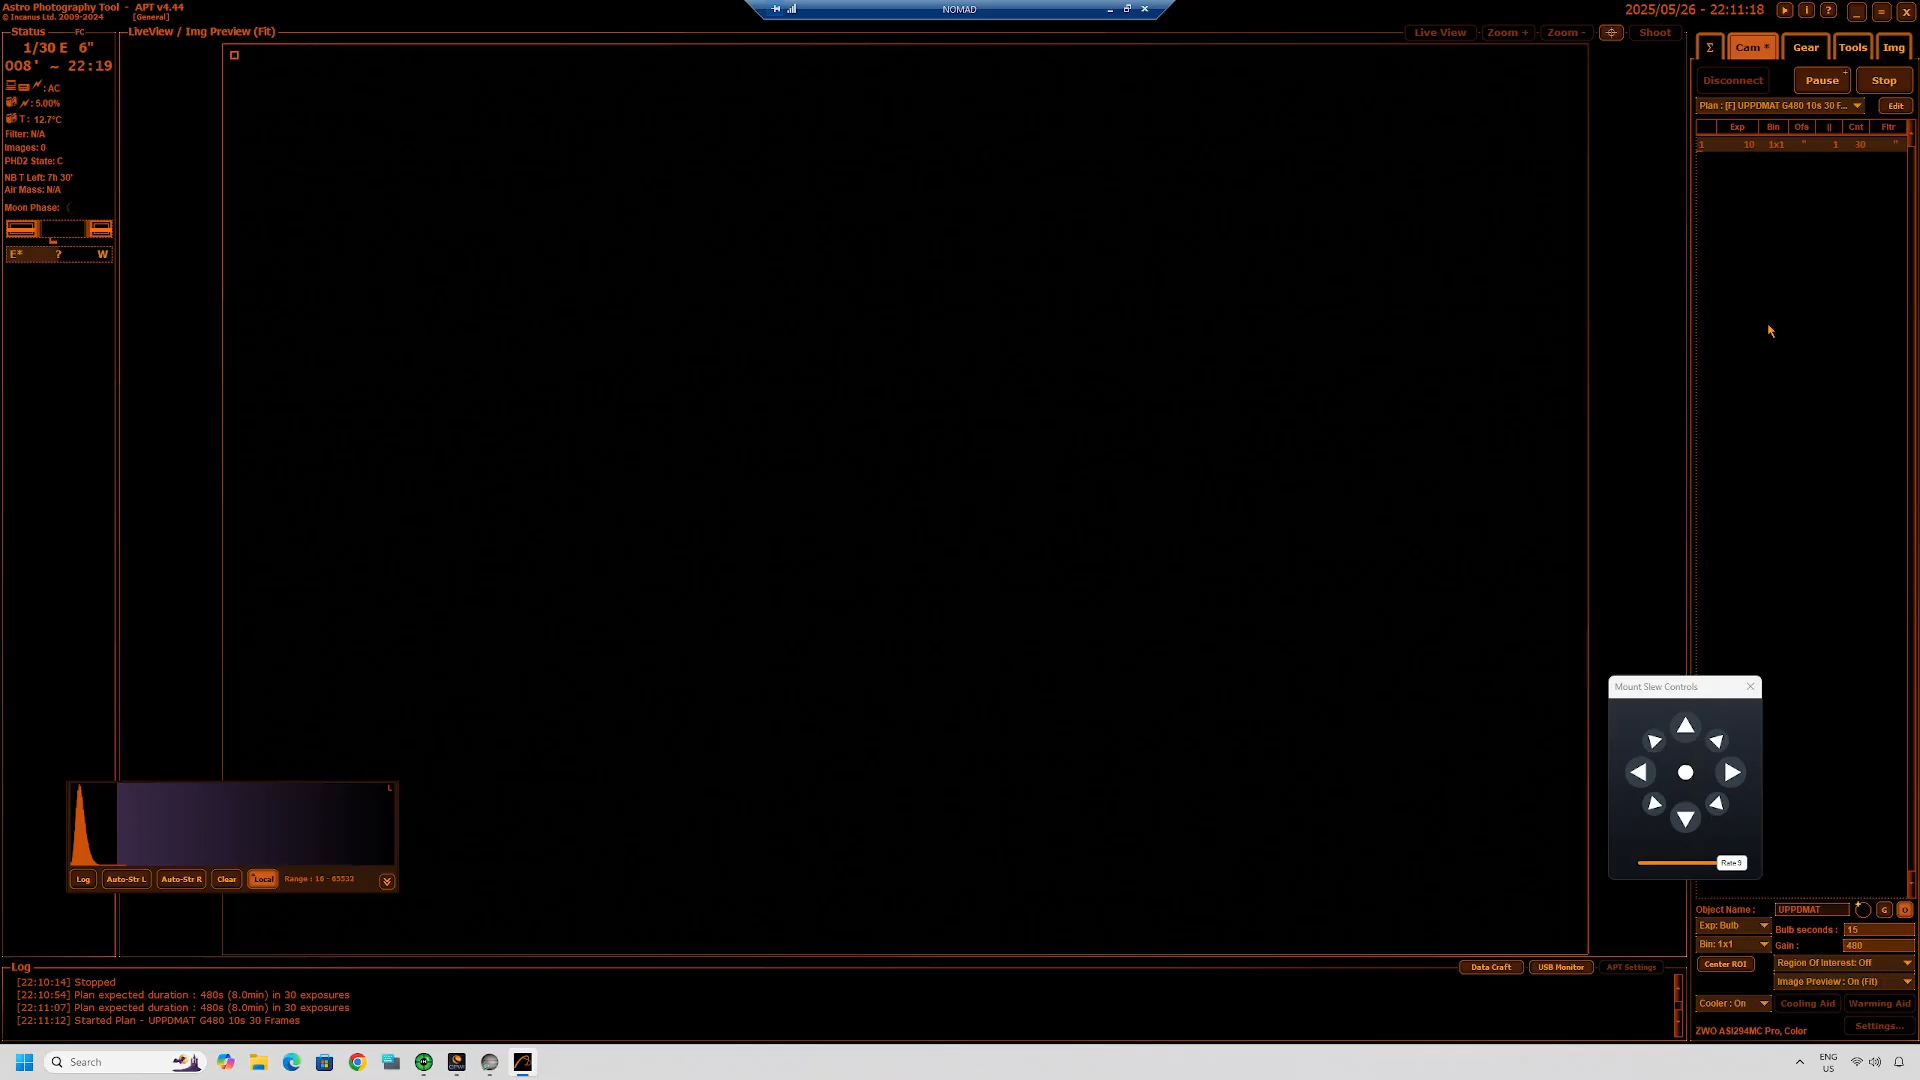 Astro Photography Tool - APT v4.44
© Incanus Ltd. 2009-2024 [General]
NOMAD
2025/05/26 - 22:11:18
Status FC
1/30 E 6"
008' ~ 22:19
: AC
: 5.00%
T : 12.7°C
Filter: N/A
Images: 0
PHD2 State: C
NB T Left: 7h 30'
Air Mass: N/A
Moon Phase:
E* ? W
LiveView / Img Preview (Fit)
Live View Zoom + Zoom - Shoot
Σ Cam * Gear Tools Img
Disconnect Pause + Stop
Plan : [F] UPPDMAT G480 10s 30 F... Edit
Exp Bin Ofs || Cnt Fltr
1 10 1x1 " 1 30 "
Mount Slew Controls
Rate 9
L
Log Auto-Str L Auto-Str R Clear Local Range : 16 - 65532
Object Name : UPPDMAT G
Exp: Bulb Bulb seconds : 15
Bin: 1x1 Gain : 480
Center ROI Region Of Interest: Off
Image Preview : On (Fit)
Cooler : On Cooling Aid Warming Aid
ZWO ASI294MC Pro, Color Settings...
Log
Data Craft USB Monitor APT Settings
[22:10:14] Stopped
[22:10:54] Plan expected duration : 480s (8.0min) in 30 exposures
[22:11:07] Plan expected duration : 480s (8.0min) in 30 exposures
[22:11:12] Started Plan - UPPDMAT G480 10s 30 Frames
Search
CPWI
ENG
US